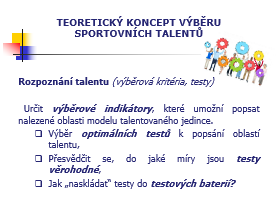 TEORETICKÝ KONCEPT VÝBĚRU
SPORTOVNÍCH TALENTŮ
Rozpoznání talentu (výběrová kritéria, testy)
Určit výběrové indikátory, které umožní popsat
nalezené oblasti modelu talentovaného jedince.
Výběr optimálních testů k popsání oblastí
talentu,
Přesvědčit se, do jaké míry jsou testy
věrohodné,
Jak „naskládat" testy do testových baterií?